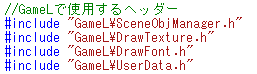 //GameLで使用するヘッダー
#include "GameL¥SceneObjManager.h"
#include "GameL¥DrawTexture.h"
#include "GameL¥DrawFont.h"
#include "GameL¥UserData.h"